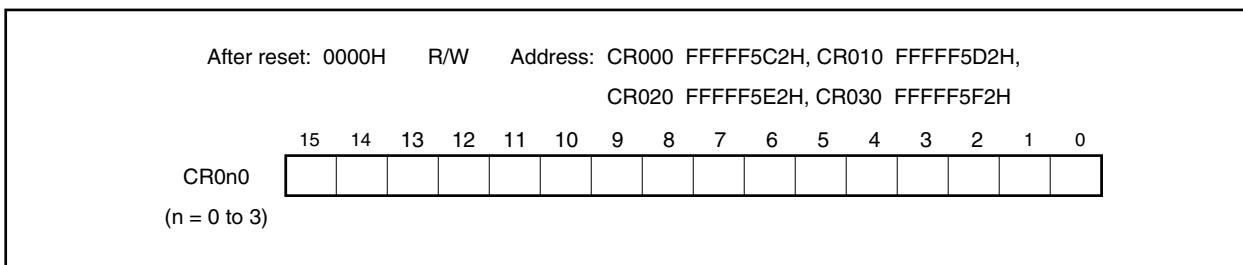 After reset: 0000H R/W Address: CR000 FFFFF5C2H, CR010 FFFFF5D2H,
CR020 FFFFF5E2H, CR030 FFFFF5F2H
15 14 13 12 11 10 9 8 7 6 5 4 3 2 1 0
CR0n0
(n = 0 to 3)